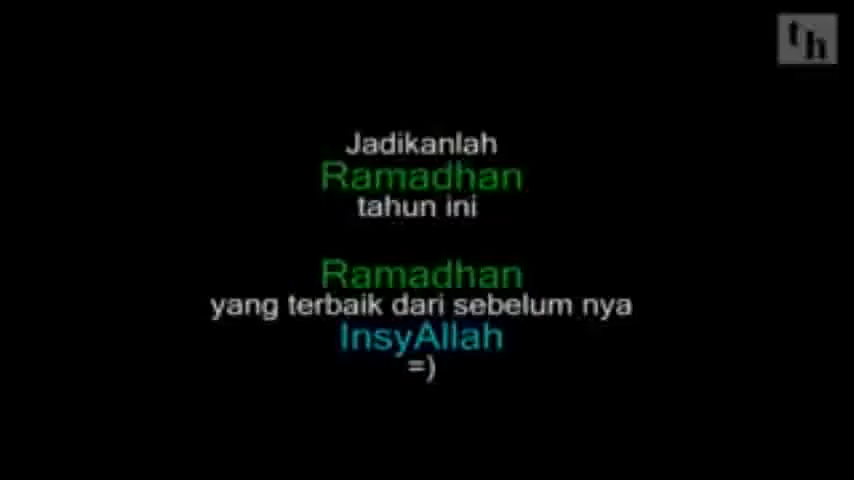 th
Jadikanlah
Ramadhan
tahun ini
Ramadhan
yang terbaik dari sebelum nya
InsyAllah
=)